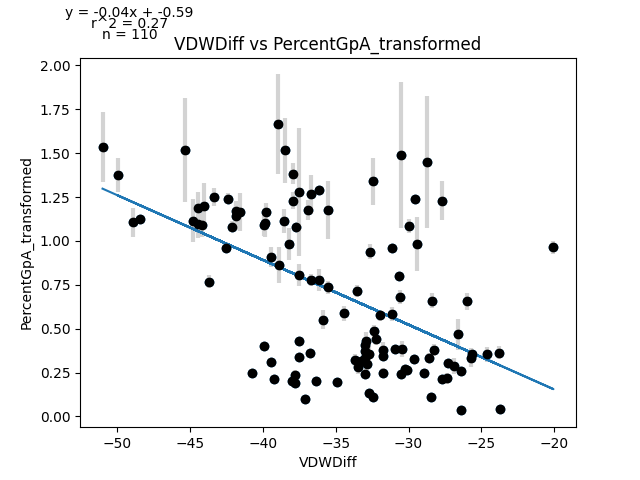 y = -0.04x + -0.59
r^2 = 0.27
n = 110
VDWDiff vs PercentGpA_transformed
2.00
1.75
1.50
1.25
1.00
0.75
0.50
0.25
0.00
PercentGpA_transformed
−50
−45
−40
−35
−30
−25
−20
VDWDiff